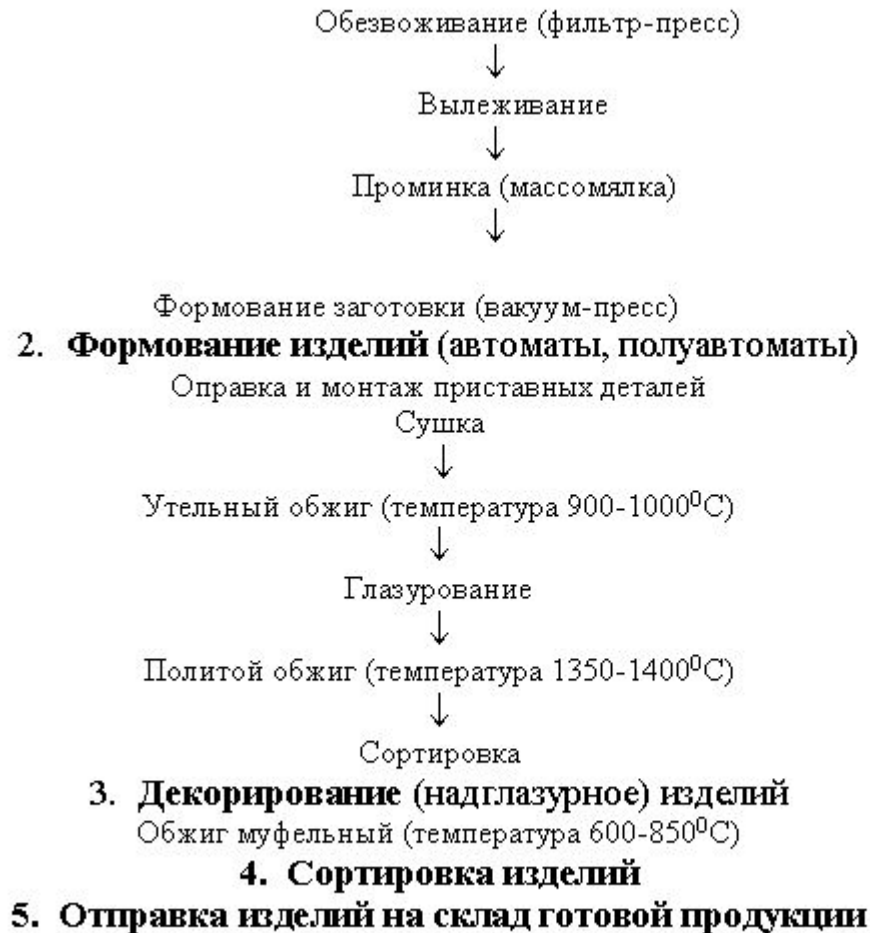 Обезвоживание (фильтр-пресс)
↓
Вылеживание
↓
Проминка (массомялка)
↓
Формование заготовки (вакуум-пресс)
2. Формование изделий (автоматы, полуавтоматы)
Оправка и монтаж приставных деталей
Сушка
↓
Утельный обжиг (температура 900-1000⁰С)
↓
Глазурование
↓
Политой обжиг (температура 1350-1400⁰С)
↓
Сортировка
3. Декорирование (надглазурное) изделий
Обжиг муфельный (температура 600-850⁰С)
4. Сортировка изделий
5. Отправка изделий на склад готовой продукции